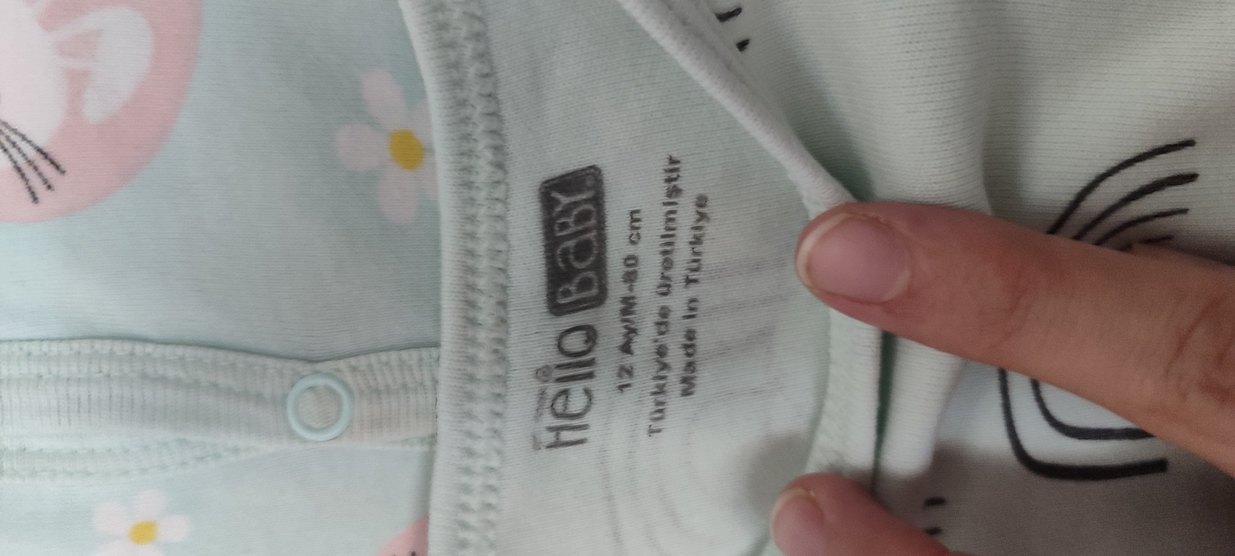 Hello BABY
12 Ay/M-80 cm
Türkiye'de üretilmiştir
Made in Türkiye